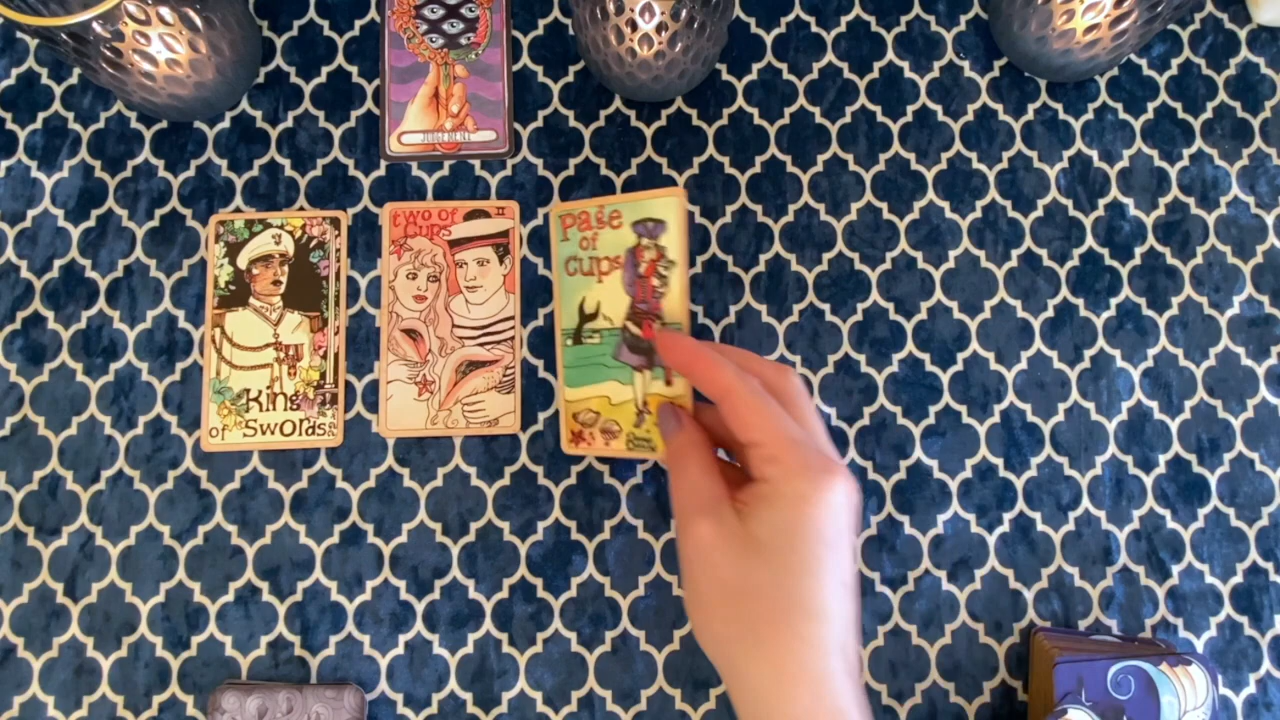 JUDGEMENT
King
of Swords
two of
Cups
II
Page
of
cups